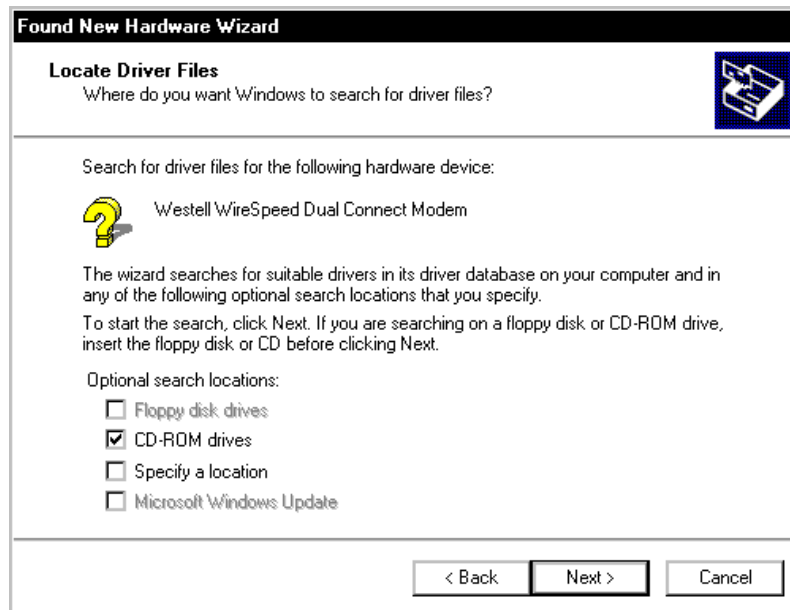 Found New Hardware Wizard
Locate Driver Files
Where do you want Windows to search for driver files?
Search for driver files for the following hardware device:
Westell WireSpeed Dual Connect Modem
The wizard searches for suitable drivers in its driver database on your computer and in
any of the following optional search locations that you specify.
To start the search, click Next. If you are searching on a floppy disk or CD-ROM drive,
insert the floppy disk or CD before clicking Next.
Optional search locations:
Floppy disk drives
CD-ROM drives
Specify a location
Microsoft Windows Update
< Back Next > Cancel